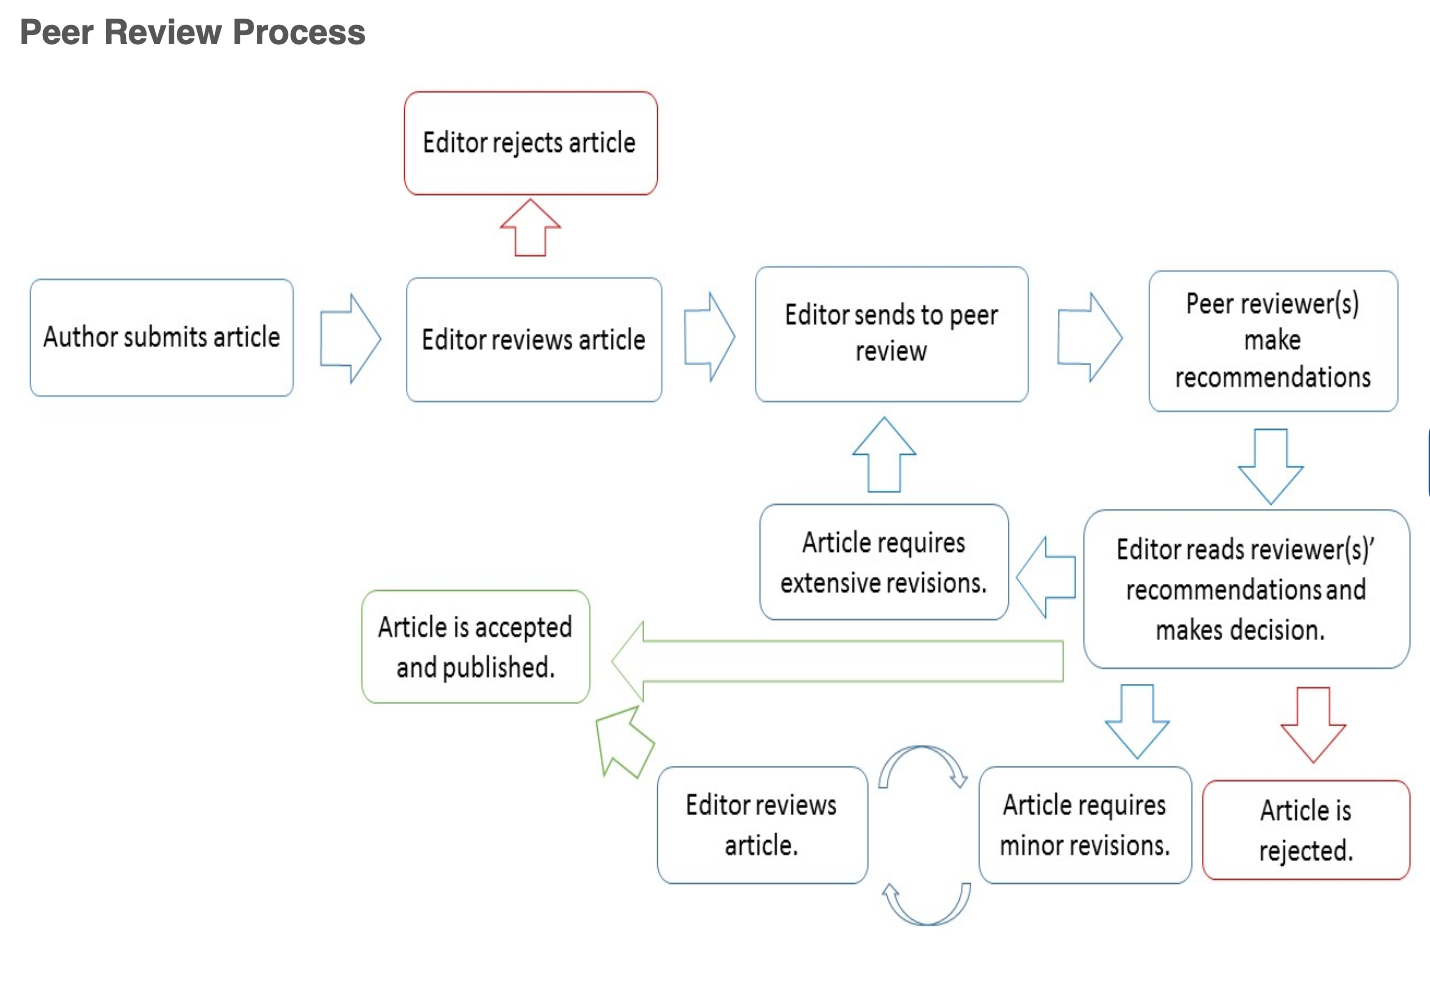 Peer Review Process
Editor rejects article
Author submits article
Editor reviews article
Editor sends to peer
review
Peer reviewer(s)
make
recommendations
Article requires
extensive revisions.
Editor reads reviewer(s)’
recommendations and
makes decision.
Article is accepted
and published.
Editor reviews
article.
Article requires
minor revisions.
Article is
rejected.